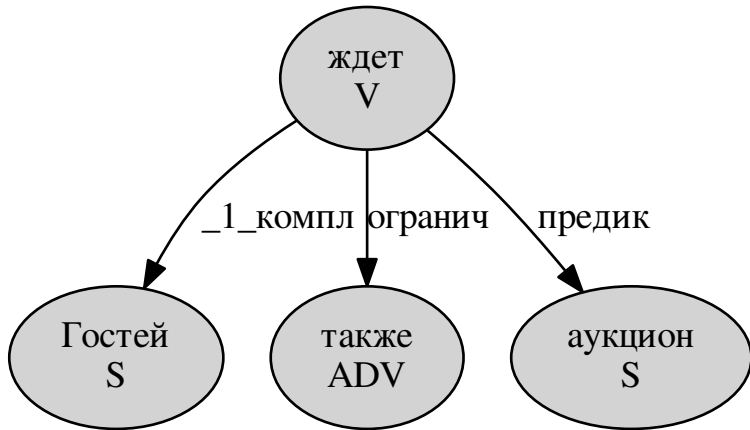 ждет
V
_1_компл огранич предик
Гостей также аукцион
S ADV S